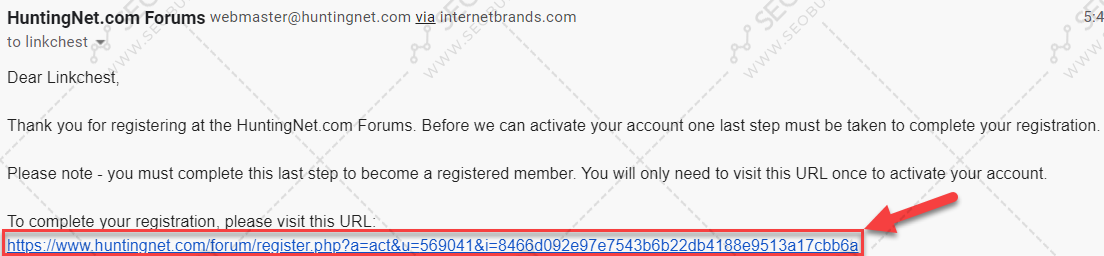 HuntingNet.com Forums webmaster@huntingnet.com via internetbrands.com 5:4
to linkchest
Dear Linkchest,
Thank you for registering at the HuntingNet.com Forums. Before we can activate your account one last step must be taken to complete your registration.
Please note - you must complete this last step to become a registered member. You will only need to visit this URL once to activate your account.
To complete your registration, please visit this URL:
https://www.huntingnet.com/forum/register.php?a=act&u=569041&i=8466d092e97e7543b6b22db4188e9513a17cbb6a